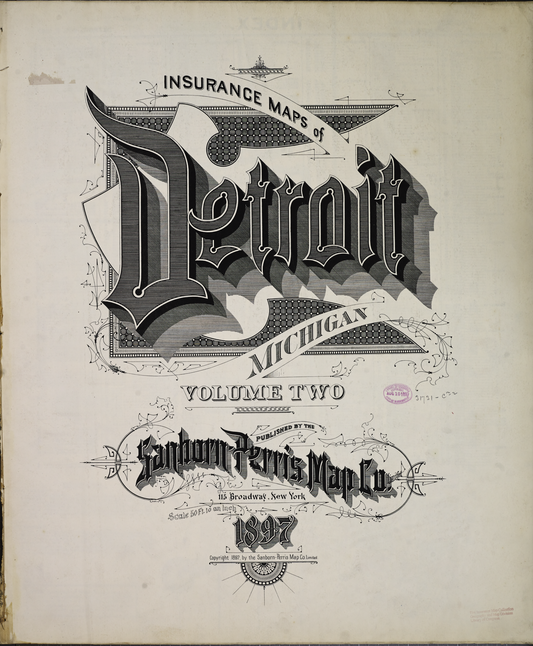 INSURANCE MAPS of
Detroit
MICHIGAN
VOLUME TWO
PUBLISHED BY THE
Sanborn-Perris Map Co.
115 Broadway, New York
Scale 50 Ft. to an Inch
1897
Copyright 1897, by the Sanborn-Perris Map Co Limited